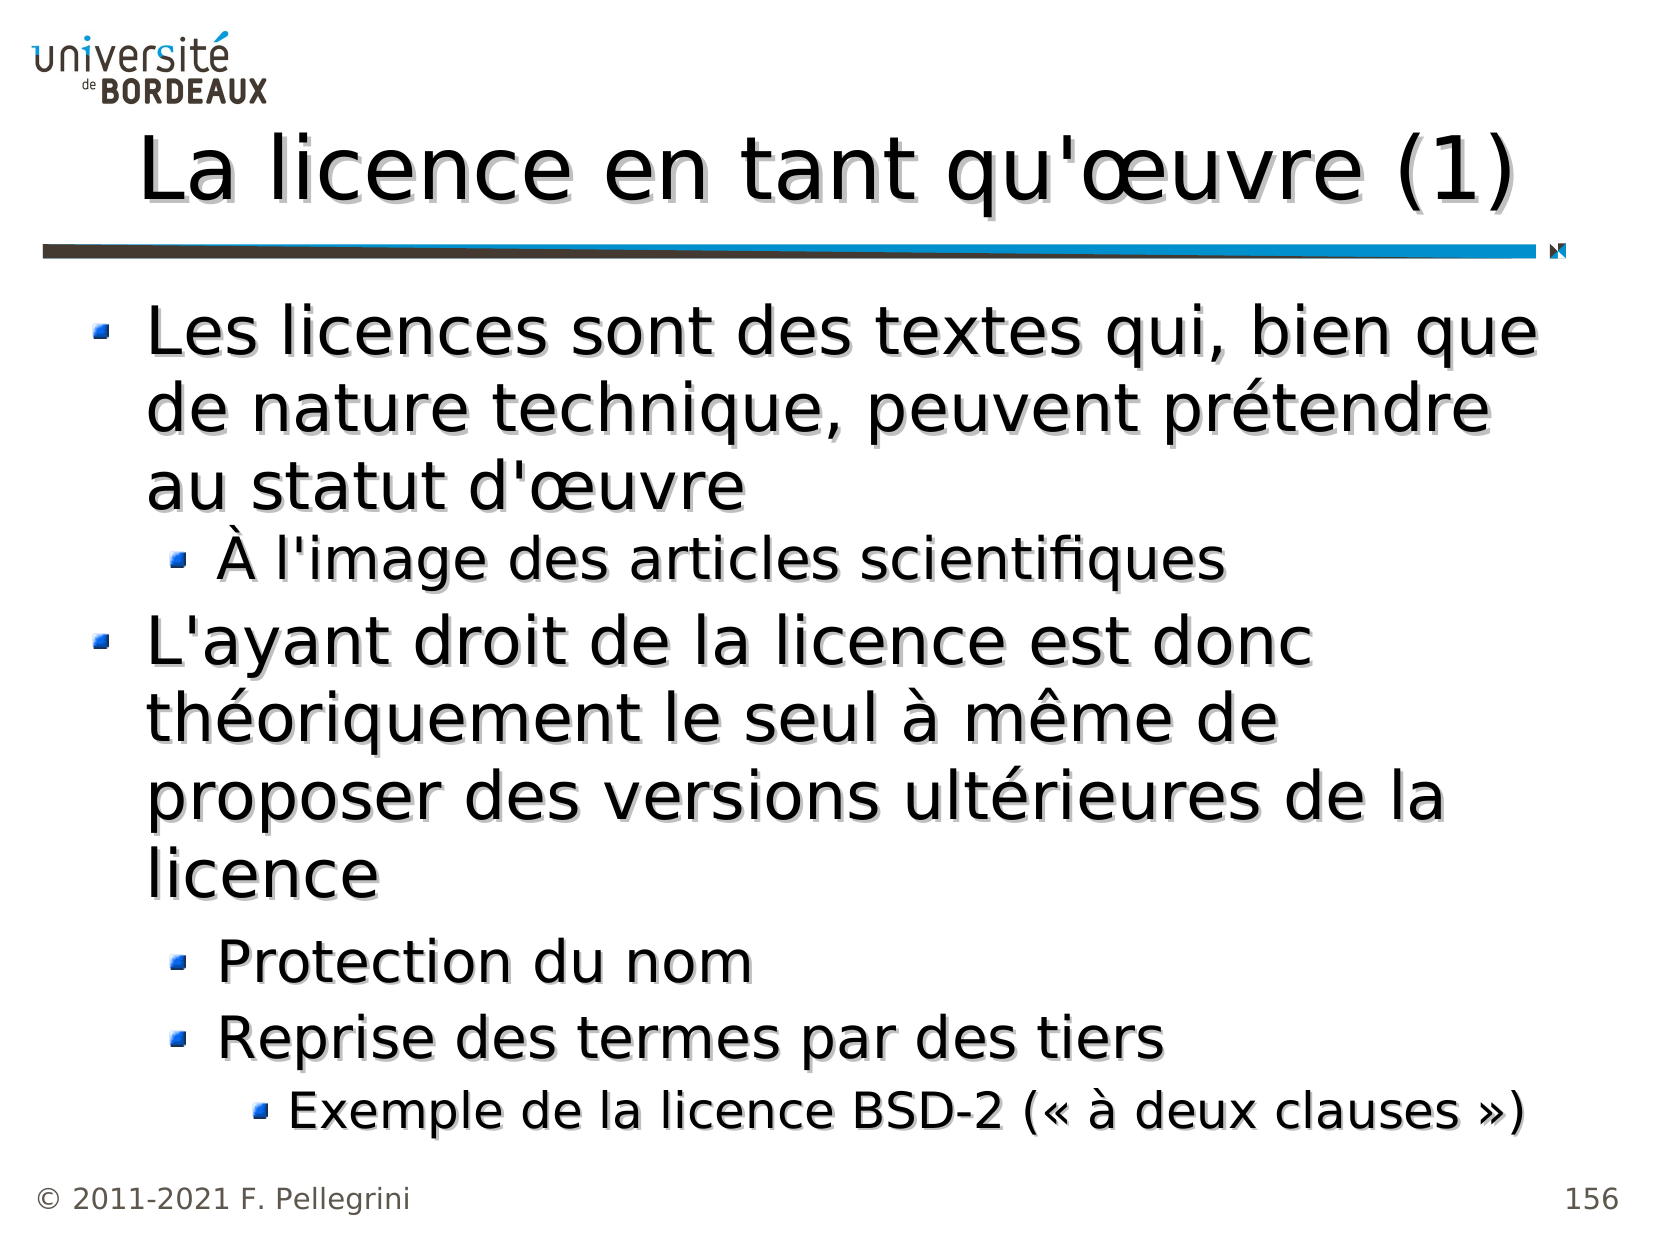 université
de BORDEAUX
La licence en tant qu'œuvre (1)
Les licences sont des textes qui, bien que
de nature technique, peuvent prétendre
au statut d'œuvre
À l'image des articles scientifiques
L'ayant droit de la licence est donc
théoriquement le seul à même de
proposer des versions ultérieures de la
licence
Protection du nom
Reprise des termes par des tiers
Exemple de la licence BSD-2 (« à deux clauses »)
© 2011-2021 F. Pellegrini
156